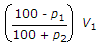 (100 - p₁ / 100 + p₂) V₁